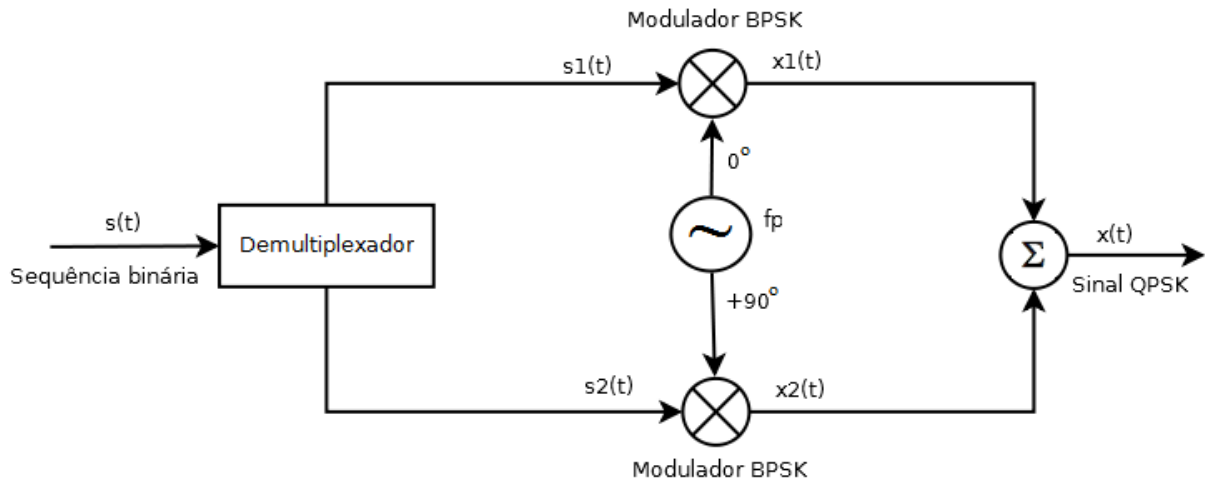 Modulador BPSK
s1(t)
x1(t)
0°
s(t)
Demultiplexador
fp
x(t)
Σ
Sequência binária
Sinal QPSK
+90°
s2(t)
x2(t)
Modulador BPSK